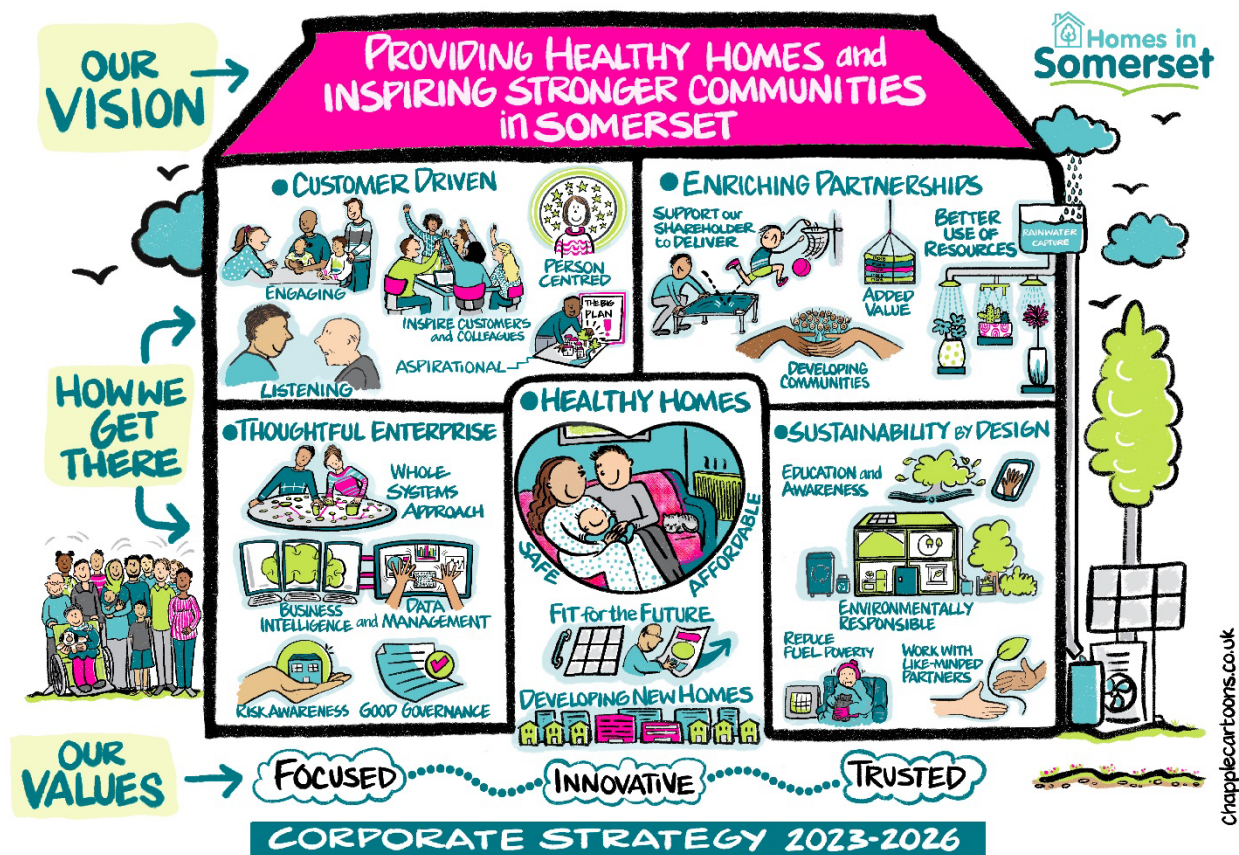 OUR
VISION
PROVIDING HEALTHY HOMES and
INSPIRING STRONGER COMMUNITIES
in SOMERSET
Homes in
Somerset
HOW WE
GET
THERE
CUSTOMER DRIVEN
ENGAGING
INSPIRE CUSTOMERS
and COLLEAGUES
PERSON
CENTRED
THE BIG
PLAN
!
ASPIRATIONAL
LISTENING
ENRICHING PARTNERSHIPS
SUPPORT our
SHAREHOLDER
to DELIVER
ADDED
VALUE
BETTER
USE OF
RESOURCES
RAINWATER
CAPTURE
DEVELOPING
COMMUNITIES
THOUGHTFUL ENTERPRISE
WHOLE
SYSTEMS
APPROACH
BUSINESS
INTELLIGENCE and
DATA
MANAGEMENT
RISK AWARENESS
GOOD GOVERNANCE
HEALTHY HOMES
SAFE
AFFORDABLE
FIT for the FUTURE
DEVELOPING NEW HOMES
SUSTAINABILITY BY DESIGN
EDUCATION and
AWARENESS
ENVIRONMENTALLY
RESPONSIBLE
REDUCE
FUEL POVERTY
WORK WITH
LIKE-MINDED
PARTNERS
OUR
VALUES
FOCUSED
INNOVATIVE
TRUSTED
CORPORATE STRATEGY 2023-2026
chapplecartoons.co.uk